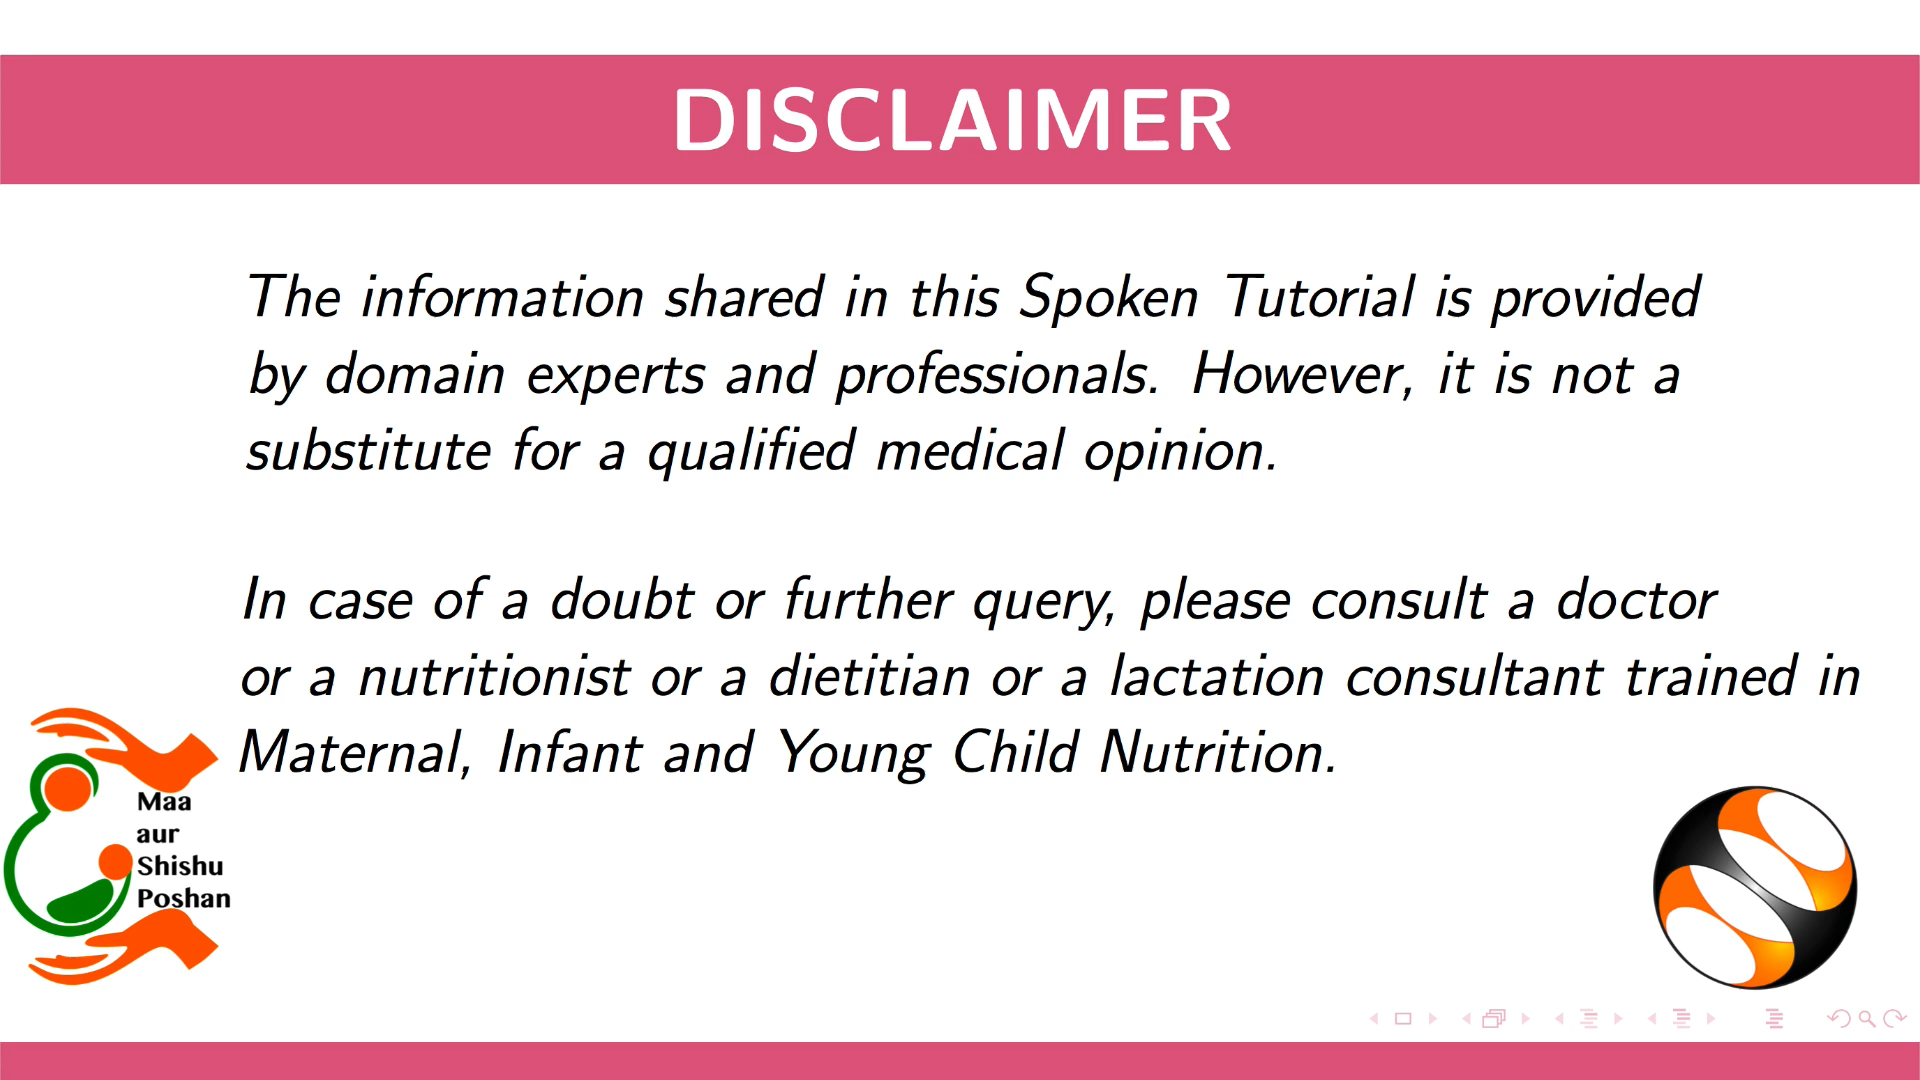 DISCLAIMER
The information shared in this Spoken Tutorial is provided
by domain experts and professionals. However, it is not a
substitute for a qualified medical opinion.
In case of a doubt or further query, please consult a doctor
or a nutritionist or a dietitian or a lactation consultant trained in
Maternal, Infant and Young Child Nutrition.
Maa
aur
Shishu
Poshan